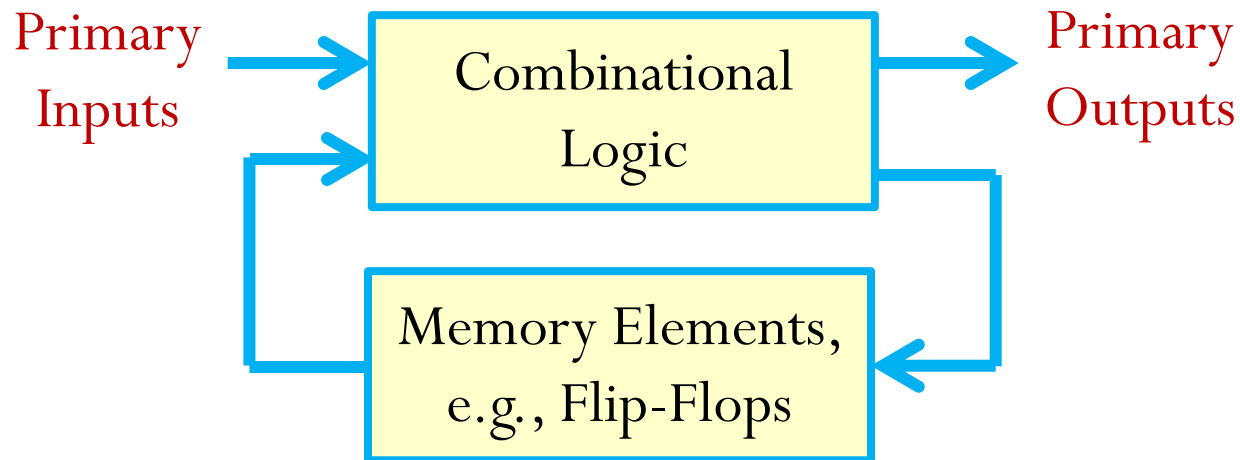 Primary
Inputs
Combinational
Logic
Primary
Outputs
Memory Elements,
e.g., Flip-Flops